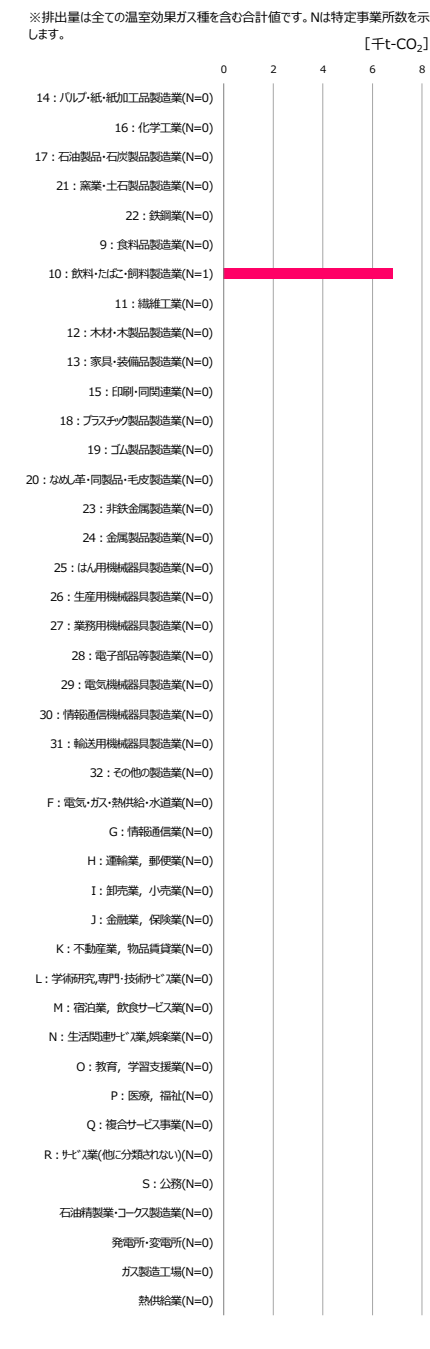 ※排出量は全ての温室効果ガス種を含む合計値です。Nは特定事業所数を示
します。
[千t-CO₂]
0 2 4 6 8
14：パルプ・紙・紙加工品製造業(N=0)
16：化学工業(N=0)
17：石油製品・石炭製品製造業(N=0)
21：窯業・土石製品製造業(N=0)
22：鉄鋼業(N=0)
9：食料品製造業(N=0)
10：飲料・たばこ・飼料製造業(N=1)
11：繊維工業(N=0)
12：木材・木製品製造業(N=0)
13：家具・装備品製造業(N=0)
15：印刷・同関連業(N=0)
18：プラスチック製品製造業(N=0)
19：ゴム製品製造業(N=0)
20：なめし革・同製品・毛皮製造業(N=0)
23：非鉄金属製造業(N=0)
24：金属製品製造業(N=0)
25：はん用機械器具製造業(N=0)
26：生産用機械器具製造業(N=0)
27：業務用機械器具製造業(N=0)
28：電子部品等製造業(N=0)
29：電気機械器具製造業(N=0)
30：情報通信機械器具製造業(N=0)
31：輸送用機械器具製造業(N=0)
32：その他の製造業(N=0)
F：電気・ガス・熱供給・水道業(N=0)
G：情報通信業(N=0)
H：運輸業，郵便業(N=0)
I：卸売業，小売業(N=0)
J：金融業，保険業(N=0)
K：不動産業，物品賃貸業(N=0)
L：学術研究,専門・技術ｻｰﾋﾞｽ業(N=0)
M：宿泊業，飲食サービス業(N=0)
N：生活関連ｻｰﾋﾞｽ業,娯楽業(N=0)
O：教育，学習支援業(N=0)
P：医療，福祉(N=0)
Q：複合サービス事業(N=0)
R：ｻｰﾋﾞｽ業(他に分類されない)(N=0)
S：公務(N=0)
石油精製業・コークス製造業(N=0)
発電所・変電所(N=0)
ガス製造工場(N=0)
熱供給業(N=0)